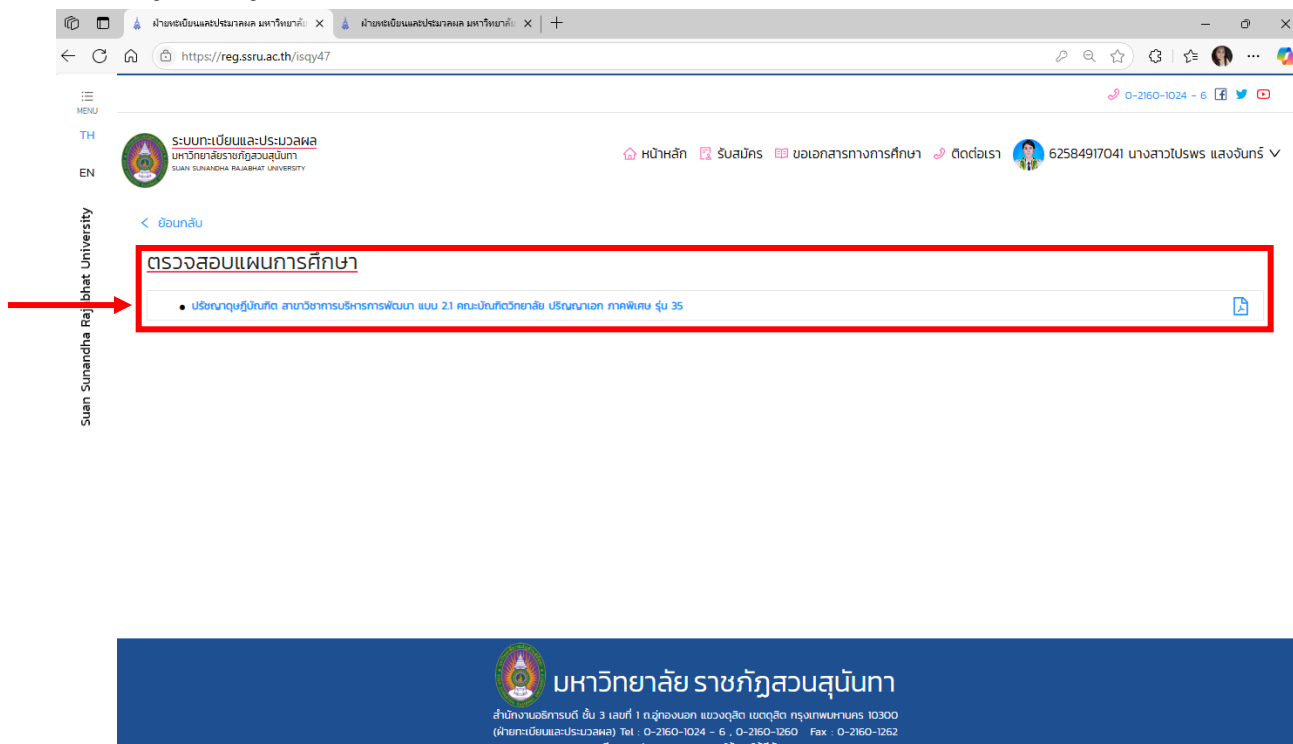 ฝ่ายทะเบียนและประมวลผล มหาวิทยาลั
ฝ่ายทะเบียนและประมวลผล มหาวิทยาลั
https://reg.ssru.ac.th/isqy47
0-2160-1024 - 6
MENU
TH
EN
Suan Sunandha Rajabhat University
ระบบทะเบียนและประมวลผล
มหาวิทยาลัยราชภัฏสวนสุนันทา
SUAN SUNANDHA RAJABHAT UNIVERSITY
หน้าหลัก รับสมัคร ขอเอกสารทางการศึกษา ติดต่อเรา 62584917041 นางสาวไปรพร แสงจันทร์
< ย้อนกลับ
ตรวจสอบแผนการศึกษา
• ปรัชญาดุษฎีบัณฑิต สาขาวิชาการบริหารการพัฒนา แบบ 2.1 คณะบัณฑิตวิทยาลัย ปริญญาเอก ภาคพิเศษ รุ่น 35
มหาวิทยาลัย ราชภัฏสวนสุนันทา
สำนักงานอธิการบดี ชั้น 3 เลขที่ 1 ถ.อู่ทองนอก แขวงดุสิต เขตดุสิต กรุงเทพมหานคร 10300
(ฝ่ายทะเบียนและประมวลผล) Tel : 0-2160-1024 - 6 , 0-2160-1260 Fax : 0-2160-1262